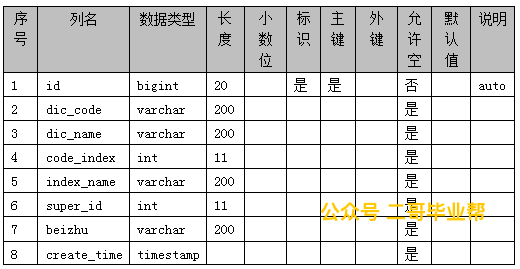 序号 列名 数据类型 长度 小数位 标识 主键 外键 允许空 默认值 说明
1 id bigint 20 是 是 否 auto
2 dic_code varchar 200 是
3 dic_name varchar 200 是
4 code_index int 11 是
5 index_name varchar 200 是
6 super_id int 11 是
公众号 二哥毕业帮
7 beizhu varchar 200 是
8 create_time timestamp 是